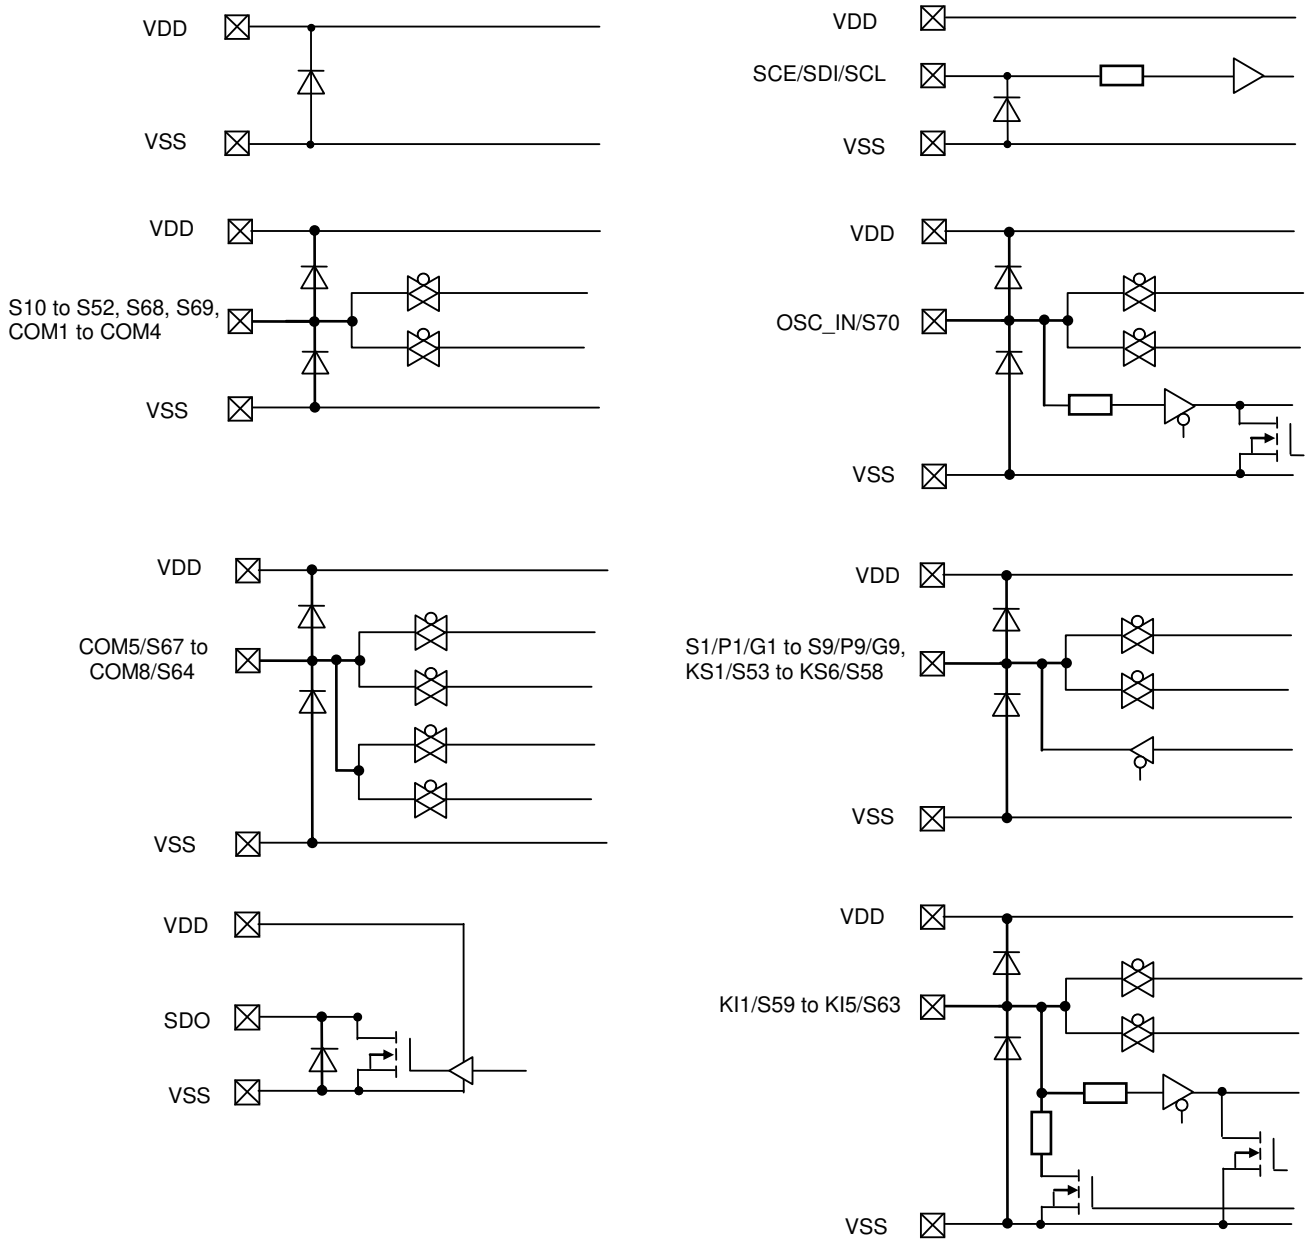 VDD
VSS
VDD
SCE/SDI/SCL
VSS
VDD
S10 to S52, S68, S69,
COM1 to COM4
VSS
VDD
OSC_IN/S70
VSS
VDD
COM5/S67 to
COM8/S64
VSS
VDD
S1/P1/G1 to S9/P9/G9,
KS1/S53 to KS6/S58
VSS
VDD
SDO
VSS
VDD
KI1/S59 to KI5/S63
VSS